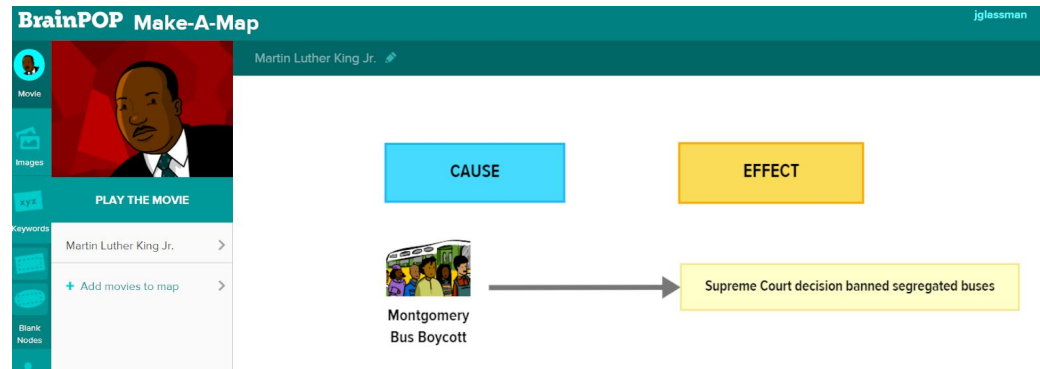 BrainPOP Make-A-Map
jglassman
Movie
Images
xyz
Keywords
Blank
Nodes
PLAY THE MOVIE
Martin Luther King Jr.
+ Add movies to map
Martin Luther King Jr.
CAUSE
EFFECT
Montgomery
Bus Boycott
Supreme Court decision banned segregated buses